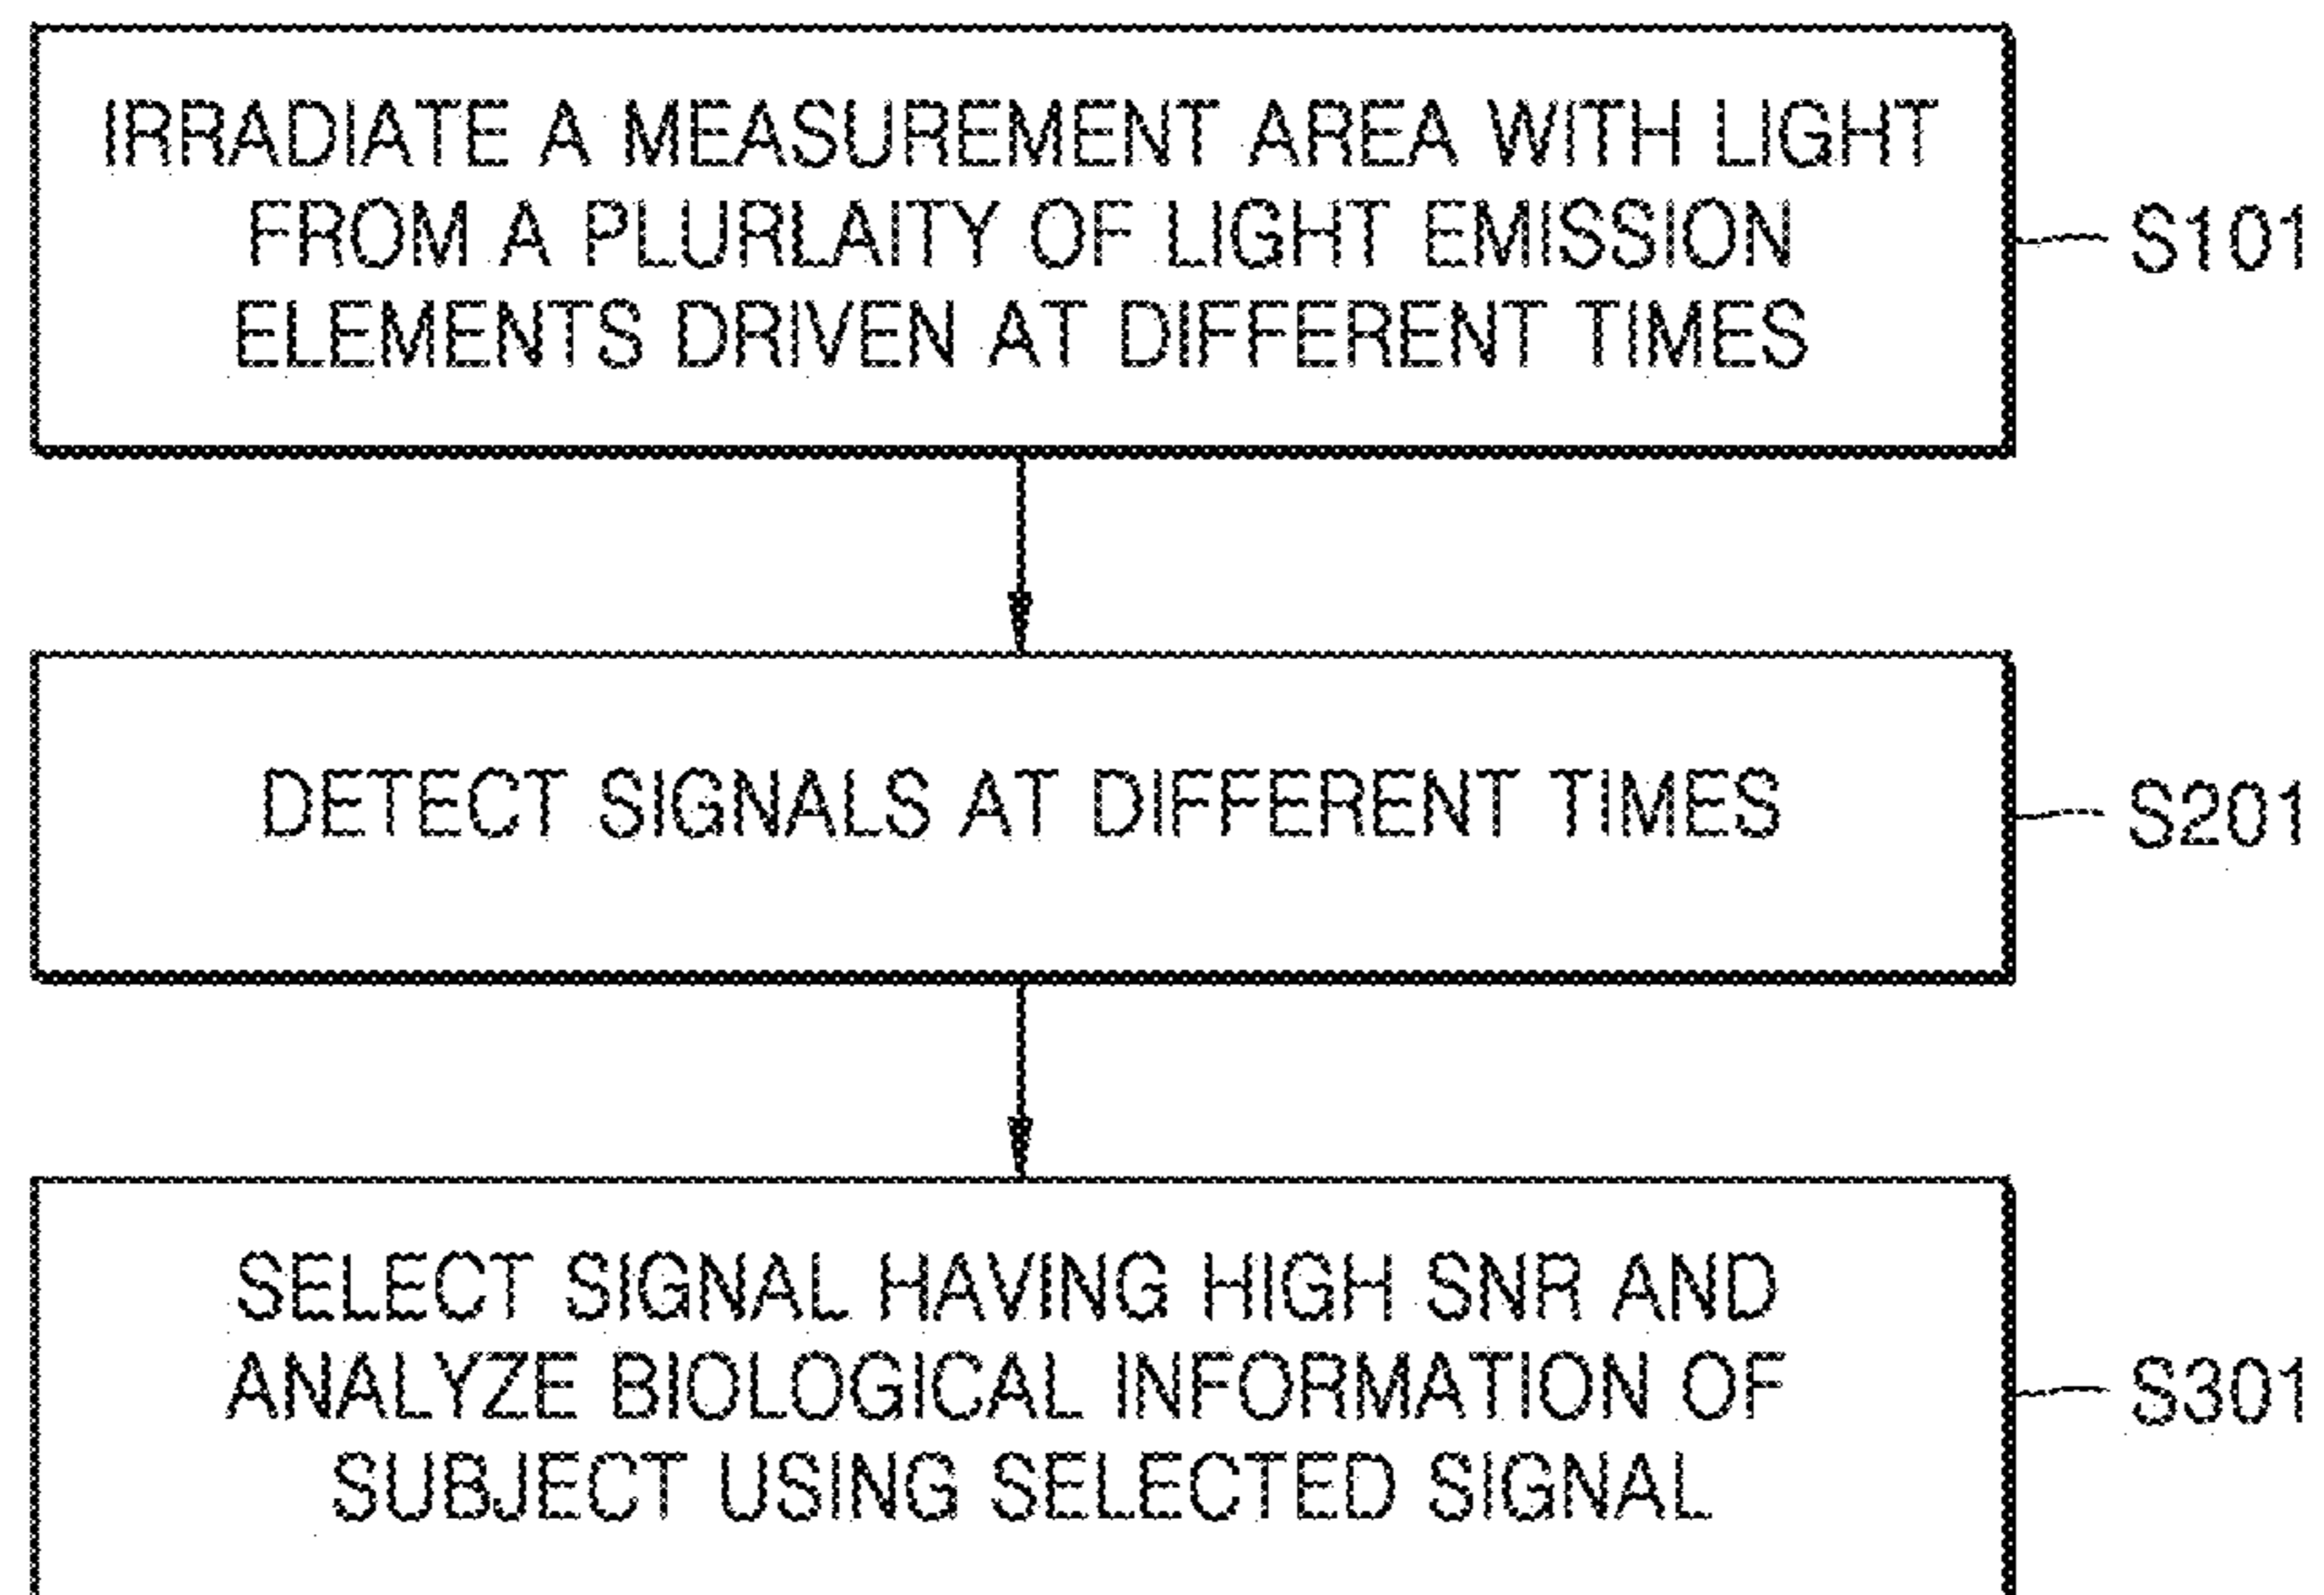 IRRADIATE A MEASUREMENT AREA WITH LIGHT
FROM A PLURLAITY OF LIGHT EMISSION
ELEMENTS DRIVEN AT DIFFERENT TIMES
S101
DETECT SIGNALS AT DIFFERENT TIMES
S201
SELECT SIGNAL HAVING HIGH SNR AND
ANALYZE BIOLOGICAL INFORMATION OF
SUBJECT USING SELECTED SIGNAL
S301